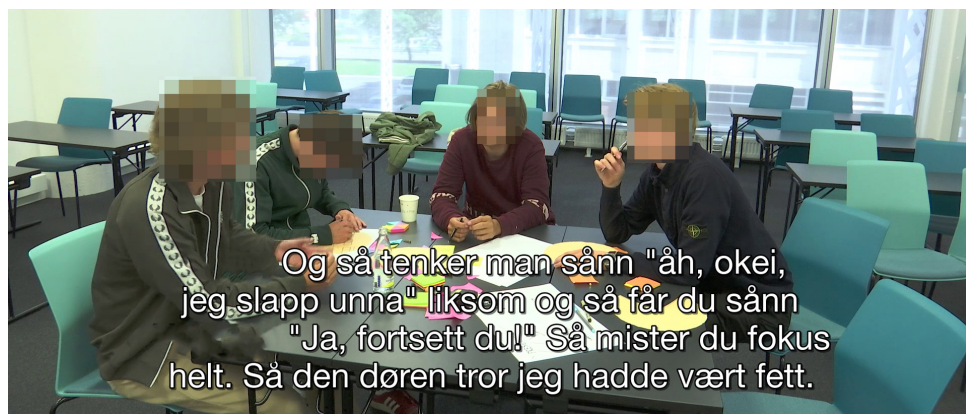 Og så tenker man sånn "åh, okei,
jeg slapp unna" liksom og så får du sånn
"Ja, fortsett du!" Så mister du fokus
helt. Så den døren tror jeg hadde vært fett.